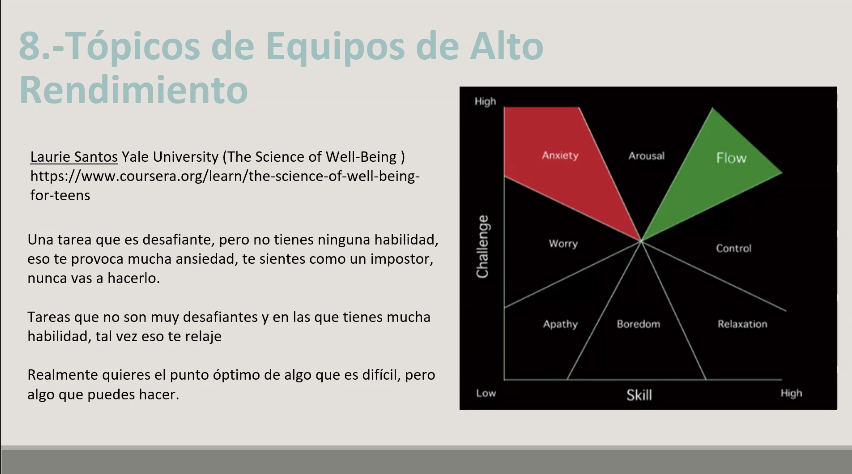 8.-Tópicos de Equipos de Alto
Rendimiento
Laurie Santos Yale University (The Science of Well-Being )
https://www.coursera.org/learn/the-science-of-well-being-
for-teens
Una tarea que es desafiante, pero no tienes ninguna habilidad,
eso te provoca mucha ansiedad, te sientes como un impostor,
nunca vas a hacerlo.
Tareas que no son muy desafiantes y en las que tienes mucha
habilidad, tal vez eso te relaje
Realmente quieres el punto óptimo de algo que es difícil, pero
algo que puedes hacer.
High
Anxiety
Arousal
Flow
Challenge
Worry
Control
Apathy
Boredom
Relaxation
Low
Skill
High